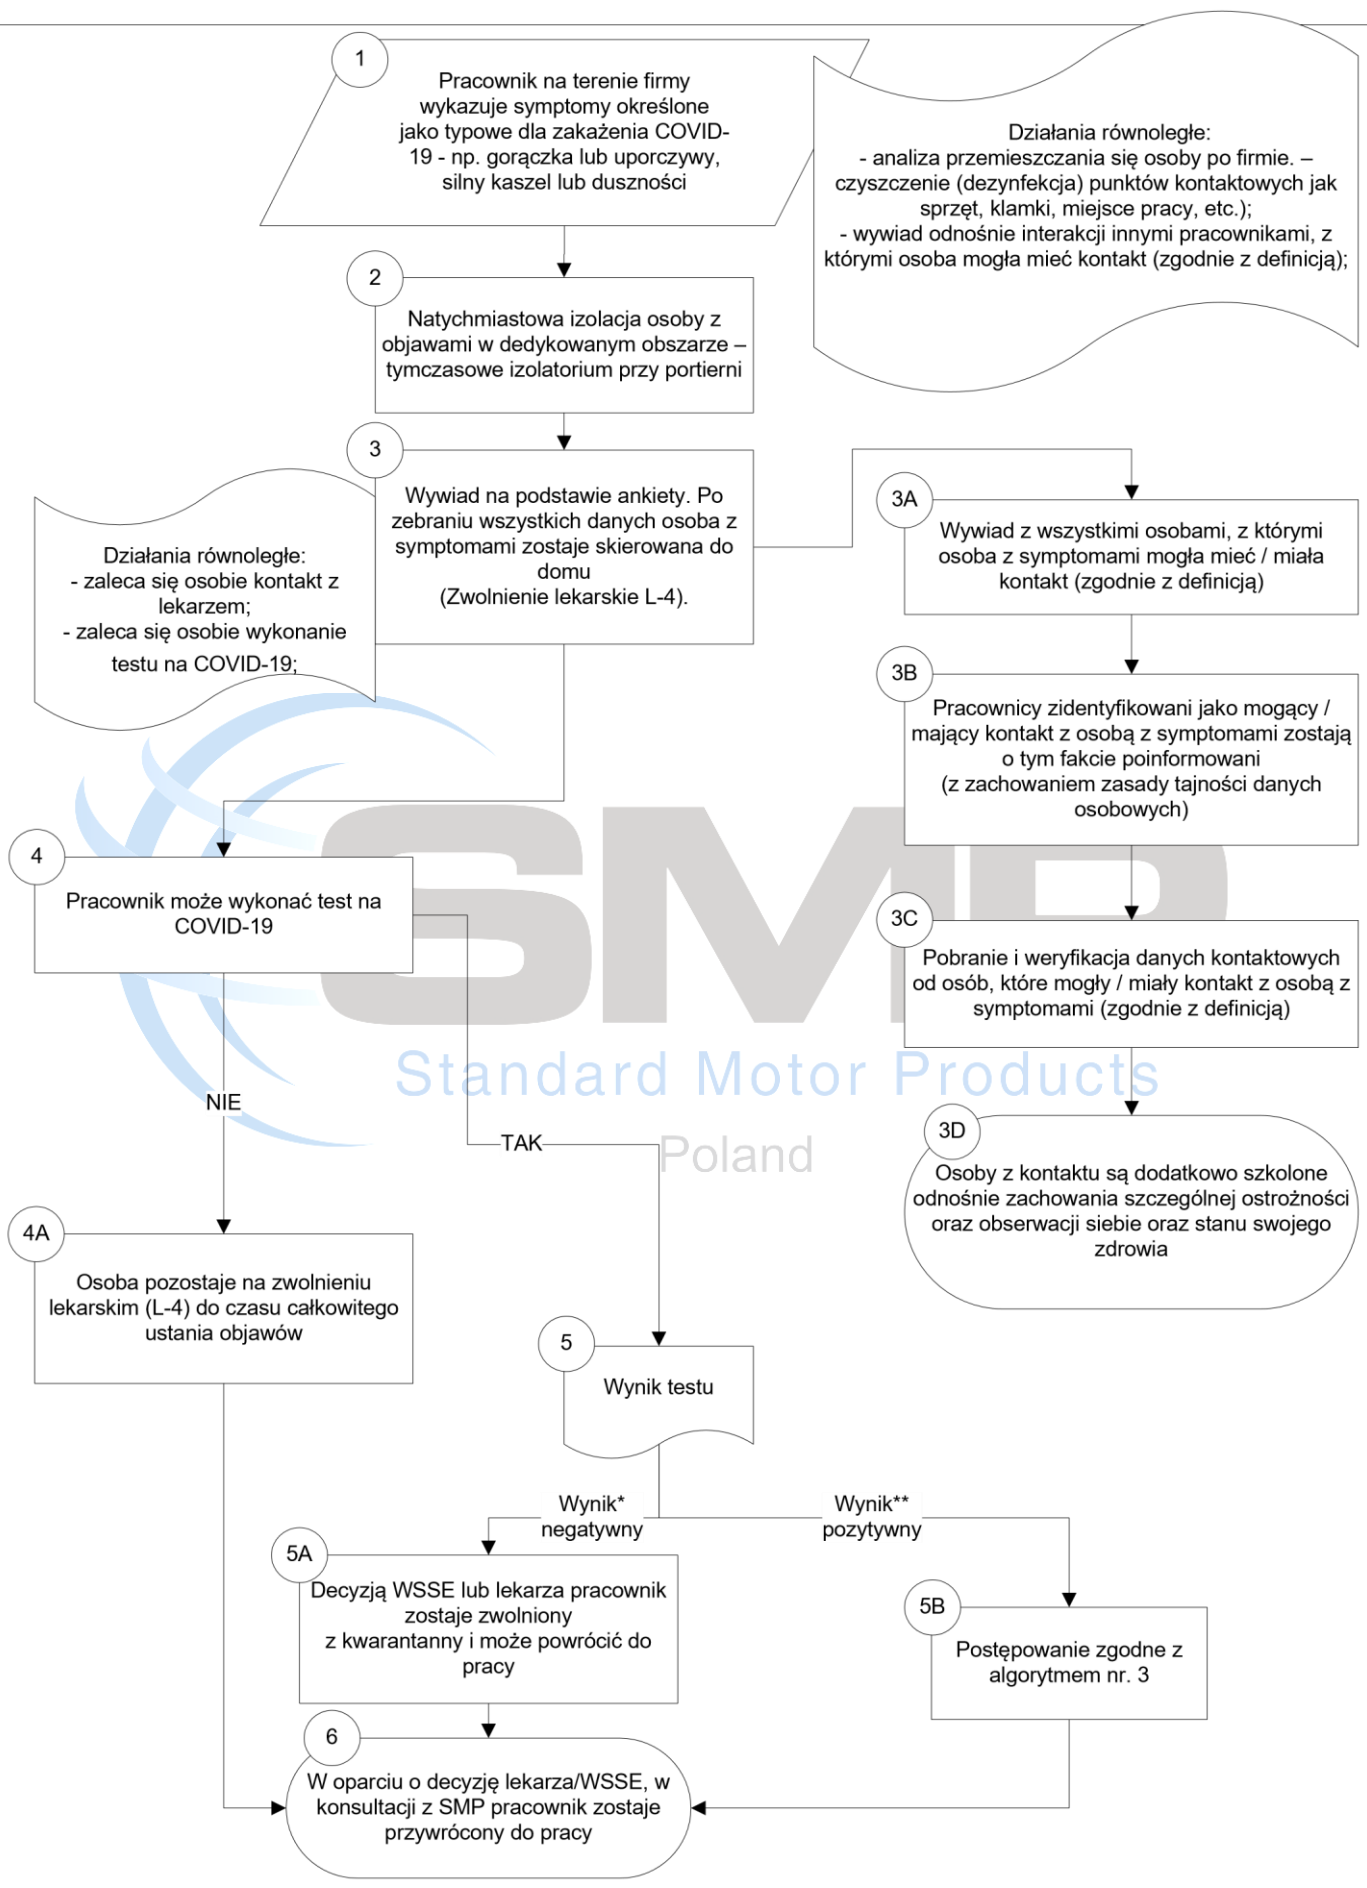 1
Pracownik na terenie firmy
wykazuje symptomy określone
jako typowe dla zakażenia COVID-
19 - np. gorączka lub uporczywy,
silny kaszel lub duszności
Działania równoległe:
- analiza przemieszczania się osoby po firmie. –
czyszczenie (dezynfekcja) punktów kontaktowych jak
sprzęt, klamki, miejsce pracy, etc.);
- wywiad odnośnie interakcji innymi pracownikami, z
którymi osoba mogła mieć kontakt (zgodnie z definicją);
2
Natychmiastowa izolacja osoby z
objawami w dedykowanym obszarze –
tymczasowe izolatorium przy portierni
3
Wywiad na podstawie ankiety. Po
zebraniu wszystkich danych osoba z
symptomami zostaje skierowana do
domu
(Zwolnienie lekarskie L-4).
Działania równoległe:
- zaleca się osobie kontakt z
lekarzem;
- zaleca się osobie wykonanie
testu na COVID-19;
3A
Wywiad z wszystkimi osobami, z którymi
osoba z symptomami mogła mieć / miała
kontakt (zgodnie z definicją)
3B
Pracownicy zidentyfikowani jako mogący /
mający kontakt z osobą z symptomami zostają
o tym fakcie poinformowani
(z zachowaniem zasady tajności danych
osobowych)
3C
Pobranie i weryfikacja danych kontaktowych
od osób, które mogły / miały kontakt z osobą z
symptomami (zgodnie z definicją)
3D
Osoby z kontaktu są dodatkowo szkolone
odnośnie zachowania szczególnej ostrożności
oraz obserwacji siebie oraz stanu swojego
zdrowia
4
Pracownik może wykonać test na
COVID-19
SMP
Standard Motor Products
Poland
NIE
TAK
4A
Osoba pozostaje na zwolnieniu
lekarskim (L-4) do czasu całkowitego
ustania objawów
5
Wynik testu
Wynik*
negatywny
Wynik**
pozytywny
5A
Decyzją WSSE lub lekarza pracownik
zostaje zwolniony
z kwarantanny i może powrócić do
pracy
5B
Postępowanie zgodne z
algorytmem nr. 3
6
W oparciu o decyzję lekarza/WSSE, w
konsultacji z SMP pracownik zostaje
przywrócony do pracy